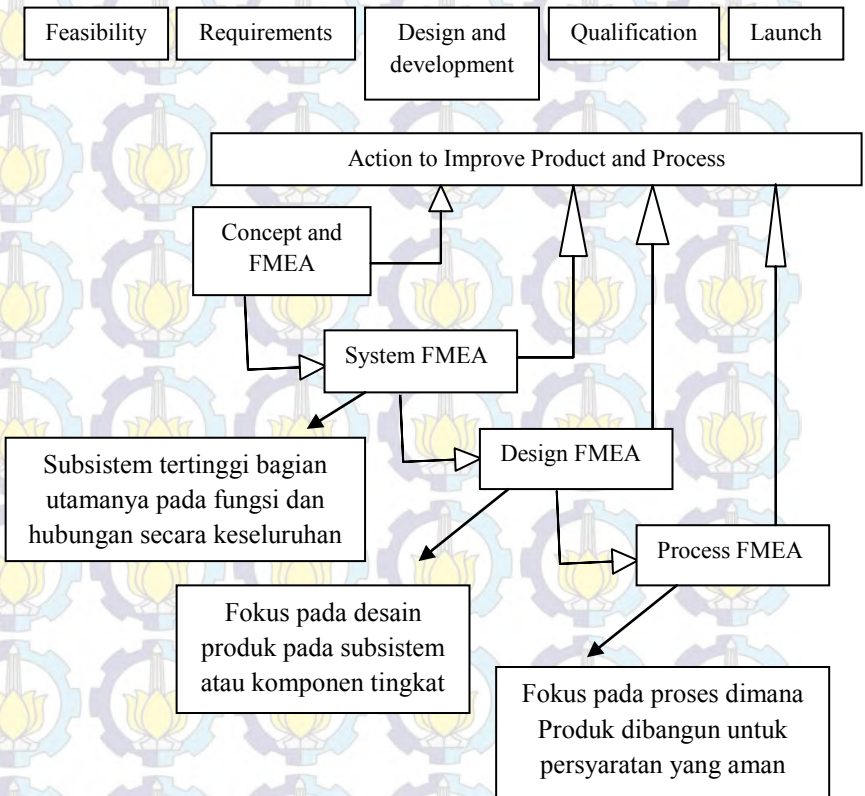 Feasibility
Requirements
Design and
development
Qualification
Launch
Action to Improve Product and Process
Concept and
FMEA
System FMEA
Subsistem tertinggi bagian
utamanya pada fungsi dan
hubungan secara keseluruhan
Design FMEA
Fokus pada desain
produk pada subsistem
atau komponen tingkat
Process FMEA
Fokus pada proses dimana
Produk dibangun untuk
persyaratan yang aman